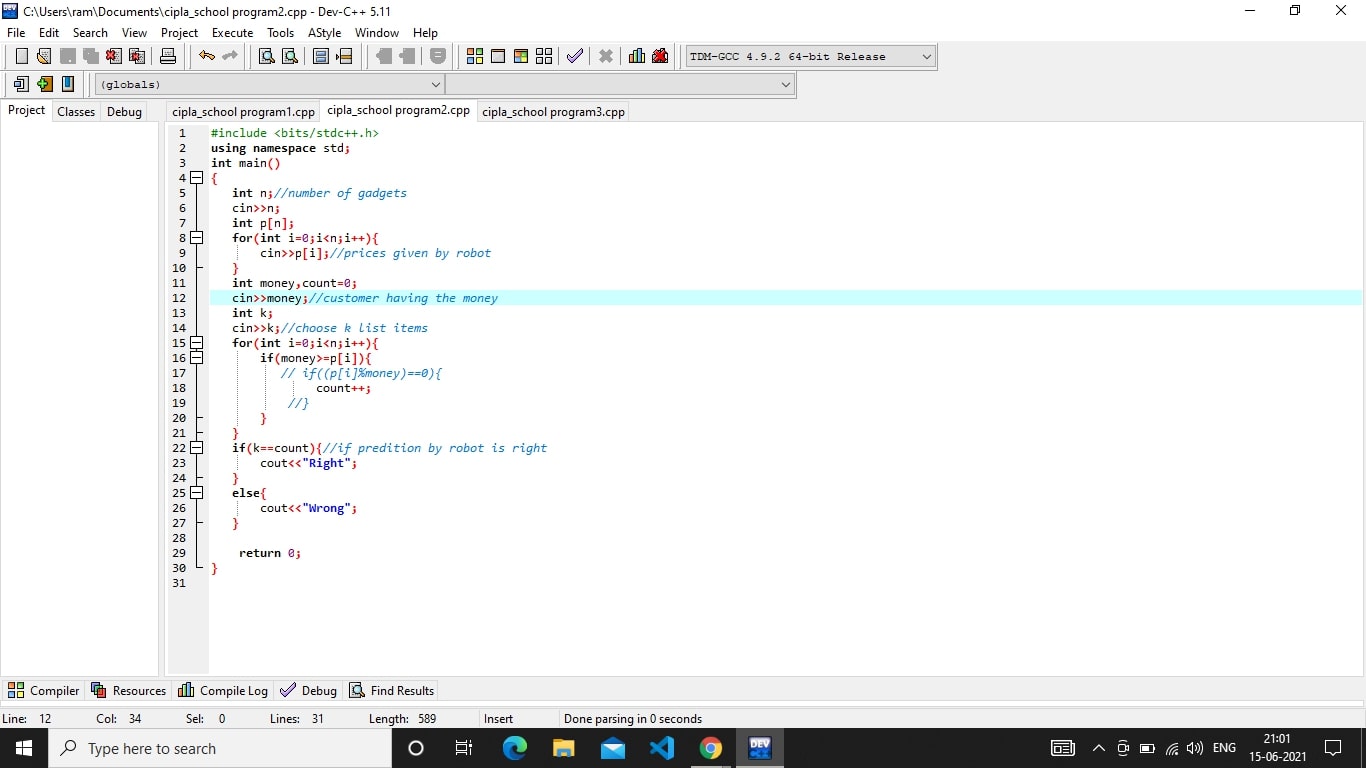 C:\Users\ram\Documents\cipla_school program2.cpp - Dev-C++ 5.11
File Edit Search View Project Execute Tools AStyle Window Help
TDM-GCC 4.9.2 64-bit Release
(globals)
Project Classes Debug cipla_school program1.cpp cipla_school program2.cpp cipla_school program3.cpp
1 #include <bits/stdc++.h>
2 using namespace std;
3 int main()
4 {
5 int n;//number of gadgets
6 cin>>n;
7 int p[n];
8 for(int i=0;i<n;i++){
9 cin>>p[i];//prices given by robot
10 }
11 int money,count=0;
12 cin>>money;//customer having the money
13 int k;
14 cin>>k;//choose k list items
15 for(int i=0;i<n;i++){
16 if(money>=p[i]){
17 // if((p[i]%money)==0){
18 count++;
19 //}
20 }
21 }
22 if(k==count){//if predition by robot is right
23 cout<<"Right";
24 }
25 else{
26 cout<<"Wrong";
27 }
28
29 return 0;
30 }
31
Compiler Resources Compile Log Debug Find Results
Line: 12 Col: 34 Sel: 0 Lines: 31 Length: 589 Insert Done parsing in 0 seconds
Type here to search
DEV
ENG
21:01
15-06-2021